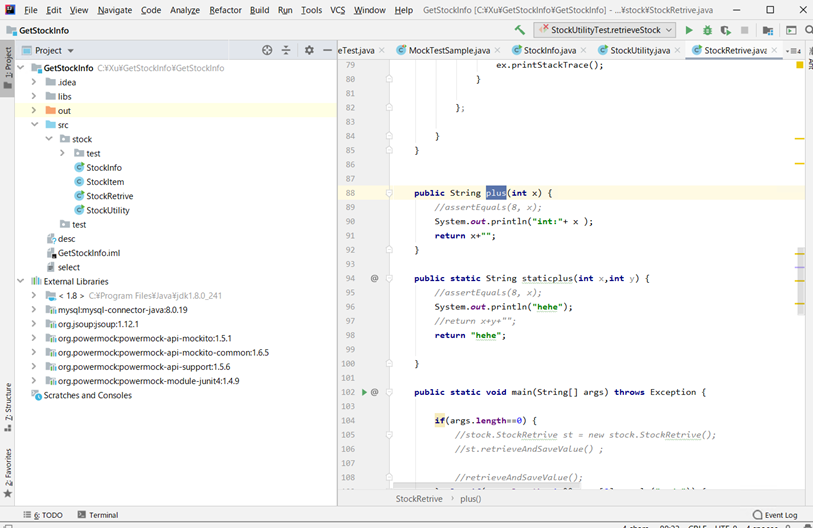 File Edit View Navigate Code Analyze Refactor Build Run Tools VCS Window Help GetStockInfo [C:¥Xu¥GetStockInfo¥GetStockInfo] - ...¥stock¥StockRetrive.java
StockUtilityTest.retrieveStock
Project
eTest.java MockTestSample.java StockInfo.java StockUtility.java StockRetrive.java
1: Project
GetStockInfo C:¥Xu¥GetStockInfo¥GetStockInfo
.idea
libs
out
src
stock
test
StockInfo
StockItem
StockRetrive
StockUtility
test
desc
GetStockInfo.iml
select
External Libraries
< 1.8 > C:¥Program Files¥Java¥jdk1.8.0_241
mysql:mysql-connector-java:8.0.19
org.jsoup:jsoup:1.12.1
org.powermock:powermock-api-mockito:1.5.1
org.powermock:powermock-api-mockito-common:1.6.5
org.powermock:powermock-api-support:1.5.6
org.powermock:powermock-module-junit4:1.4.9
Scratches and Consoles
7: Structure
2: Favorites
79 ex.printStackTrace();
80 }
81
82 };
83
84 }
85 }
86
87
88 public String plus(int x) {
89 //assertEquals(8, x);
90 System.out.println("int:"+ x );
91 return x+"";
92 }
93
94 @ public static String staticplus(int x,int y) {
95 //assertEquals(8, x);
96 System.out.println("hehe");
97 //return x+y+"";
98 return "hehe";
99
100 }
101
102 @ public static void main(String[] args) throws Exception {
103
104 if(args.length==0) {
105 //stock.StockRetrive st = new stock.StockRetrive();
106 //st.retrieveAndSaveValue() ;
107
108 //retrieveAndSaveValue();
StockRetrive plus()
6: TODO Terminal Event Log